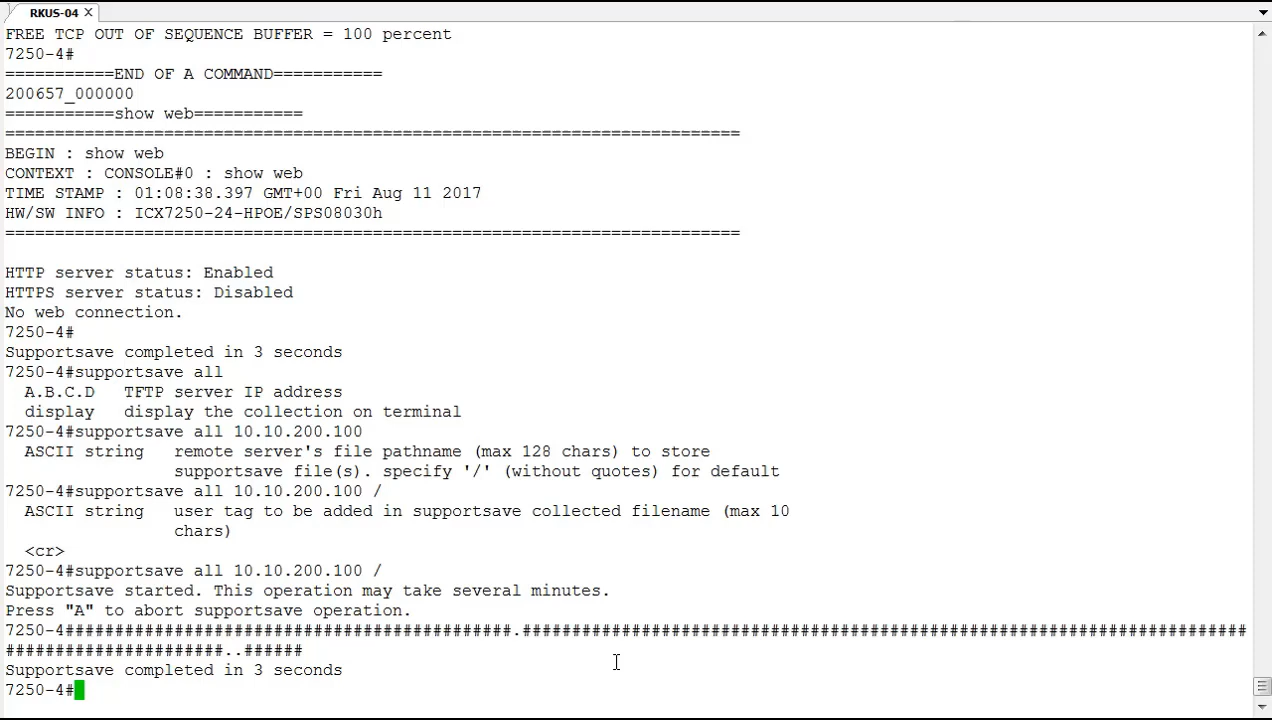 RKUS-04
FREE TCP OUT OF SEQUENCE BUFFER = 100 percent
7250-4#
===========END OF A COMMAND===========
200657_000000
===========show web===========
==========================================================================
BEGIN : show web
CONTEXT : CONSOLE#0 : show web
TIME STAMP : 01:08:38.397 GMT+00 Fri Aug 11 2017
HW/SW INFO : ICX7250-24-HPOE/SPS08030h
==========================================================================
HTTP server status: Enabled
HTTPS server status: Disabled
No web connection.
7250-4#
Supportsave completed in 3 seconds
7250-4#supportsave all
A.B.C.D   TFTP server IP address
display   display the collection on terminal
7250-4#supportsave all 10.10.200.100
ASCII string   remote server's file pathname (max 128 chars) to store
supportsave file(s). specify '/' (without quotes) for default
7250-4#supportsave all 10.10.200.100 /
ASCII string   user tag to be added in supportsave collected filename (max 10
chars)
<cr>
7250-4#supportsave all 10.10.200.100 /
Supportsave started. This operation may take several minutes.
Press "A" to abort supportsave operation.
7250-4#############################################.#########################################################################
######################..######
Supportsave completed in 3 seconds
7250-4#